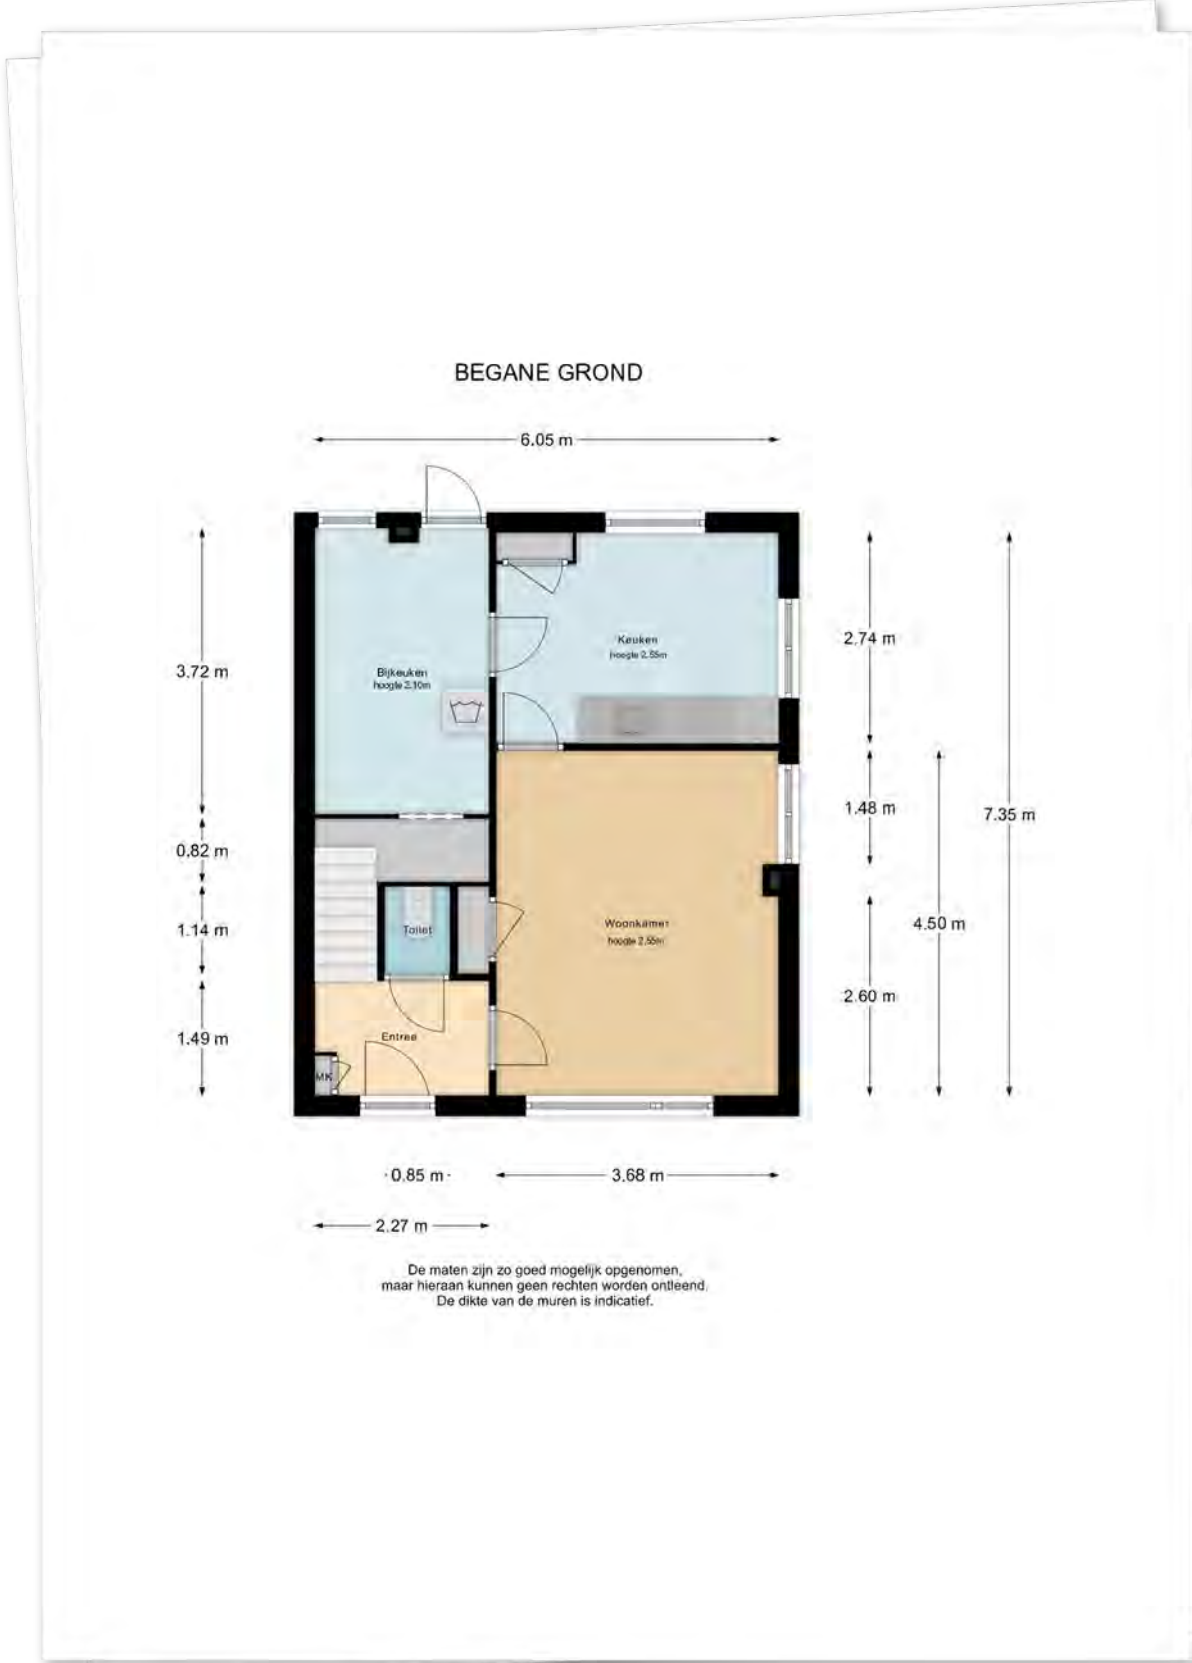 BEGANE GROND
6.05 m
Keuken
hoogte 2.55m
2.74 m
3.72 m
Bijkeuken
hoogte 2.10m
1.48 m
7.35 m
0.82 m
Toilet
Woonkamer
hoogte 2.55m
4.50 m
1.14 m
2.60 m
1.49 m
Entree
MK
0.85 m
3.68 m
2.27 m
De maten zijn zo goed mogelijk opgenomen,
maar hieraan kunnen geen rechten worden ontleend.
De dikte van de muren is indicatief.